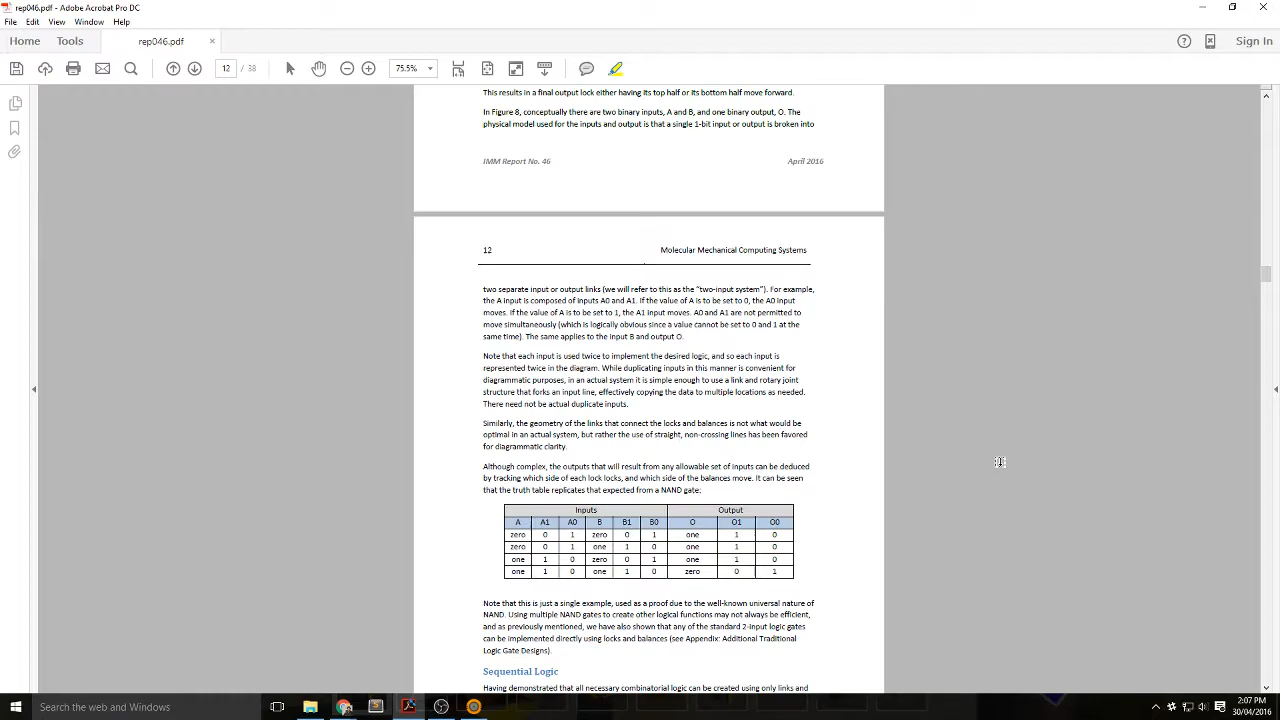 rep046.pdf - Adobe Acrobat Pro DC
File Edit View Window Help
Home Tools rep046.pdf × Sign In
12 / 38 75.5%
This results in a final output lock either having its top half or its bottom half move forward.
In Figure 8, conceptually there are two binary inputs, A and B, and one binary output, O. The
physical model used for the inputs and output is that a single 1-bit input or output is broken into
IMM Report No. 46 April 2016
12 Molecular Mechanical Computing Systems
two separate input or output links (we will refer to this as the "two-input system"). For example,
the A input is composed of inputs A0 and A1. If the value of A is to be set to 0, the A0 input
moves. If the value of A is to be set to 1, the A1 input moves. A0 and A1 are not permitted to
move simultaneously (which is logically obvious since a value cannot be set to 0 and 1 at the
same time). The same applies to the input B and output O.
Note that each input is used twice to implement the desired logic, and so each input is
represented twice in the diagram. While duplicating inputs in this manner is convenient for
diagrammatic purposes, in an actual system it is simple enough to use a link and rotary joint
structure that forks an input line, effectively copying the data to multiple locations as needed.
There need not be actual duplicate inputs.
Similarly, the geometry of the links that connect the locks and balances is not what would be
optimal in an actual system, but rather the use of straight, non-crossing lines has been favored
for diagrammatic clarity.
Although complex, the outputs that will result from any allowable set of inputs can be deduced
by tracking which side of each lock locks, and which side of the balances move. It can be seen
that the truth table replicates that expected from a NAND gate:
Inputs Output
A A1 A0 B B1 B0 O O1 O0
zero 0 1 zero 0 1 one 1 0
zero 0 1 one 1 0 one 1 0
one 1 0 zero 0 1 one 1 0
one 1 0 one 1 0 zero 0 1
Note that this is just a single example, used as a proof due to the well-known universal nature of
NAND. Using multiple NAND gates to create other logical functions may not always be efficient,
and as previously mentioned, we have also shown that any of the standard 2-input logic gates
can be implemented directly using locks and balances (see Appendix: Additional Traditional
Logic Gate Designs).
Sequential Logic
Having demonstrated that all necessary combinatorial logic can be created using only links and
Search the web and Windows
2:07 PM
30/04/2016